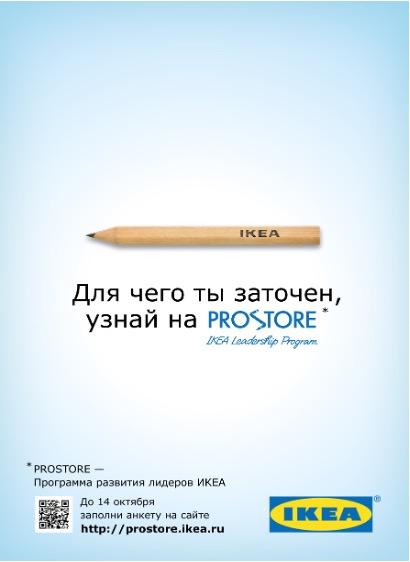 IKEA
Для чего ты заточен,
узнай на PROSTORE*
IKEA Leadership Program.
*PROSTORE —
Программа развития лидеров ИКЕА
До 14 октября
заполни анкету на сайте
http://prostore.ikea.ru
IKEA®